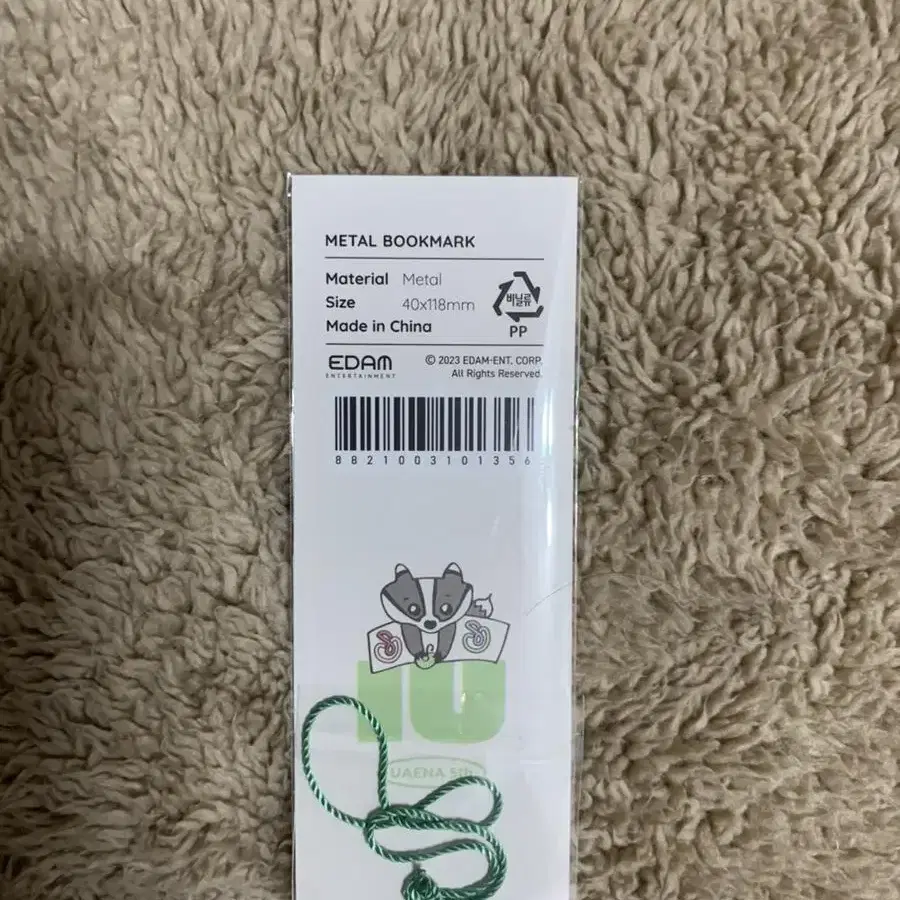 METAL BOOKMARK
Material Metal
Size 40x118mm
Made in China
비닐류
PP
EDAM
ENTERTAINMENT
© 2023 EDAM-ENT. CORP.
All Rights Reserved.
8821003101356
IU
UAENA 5th